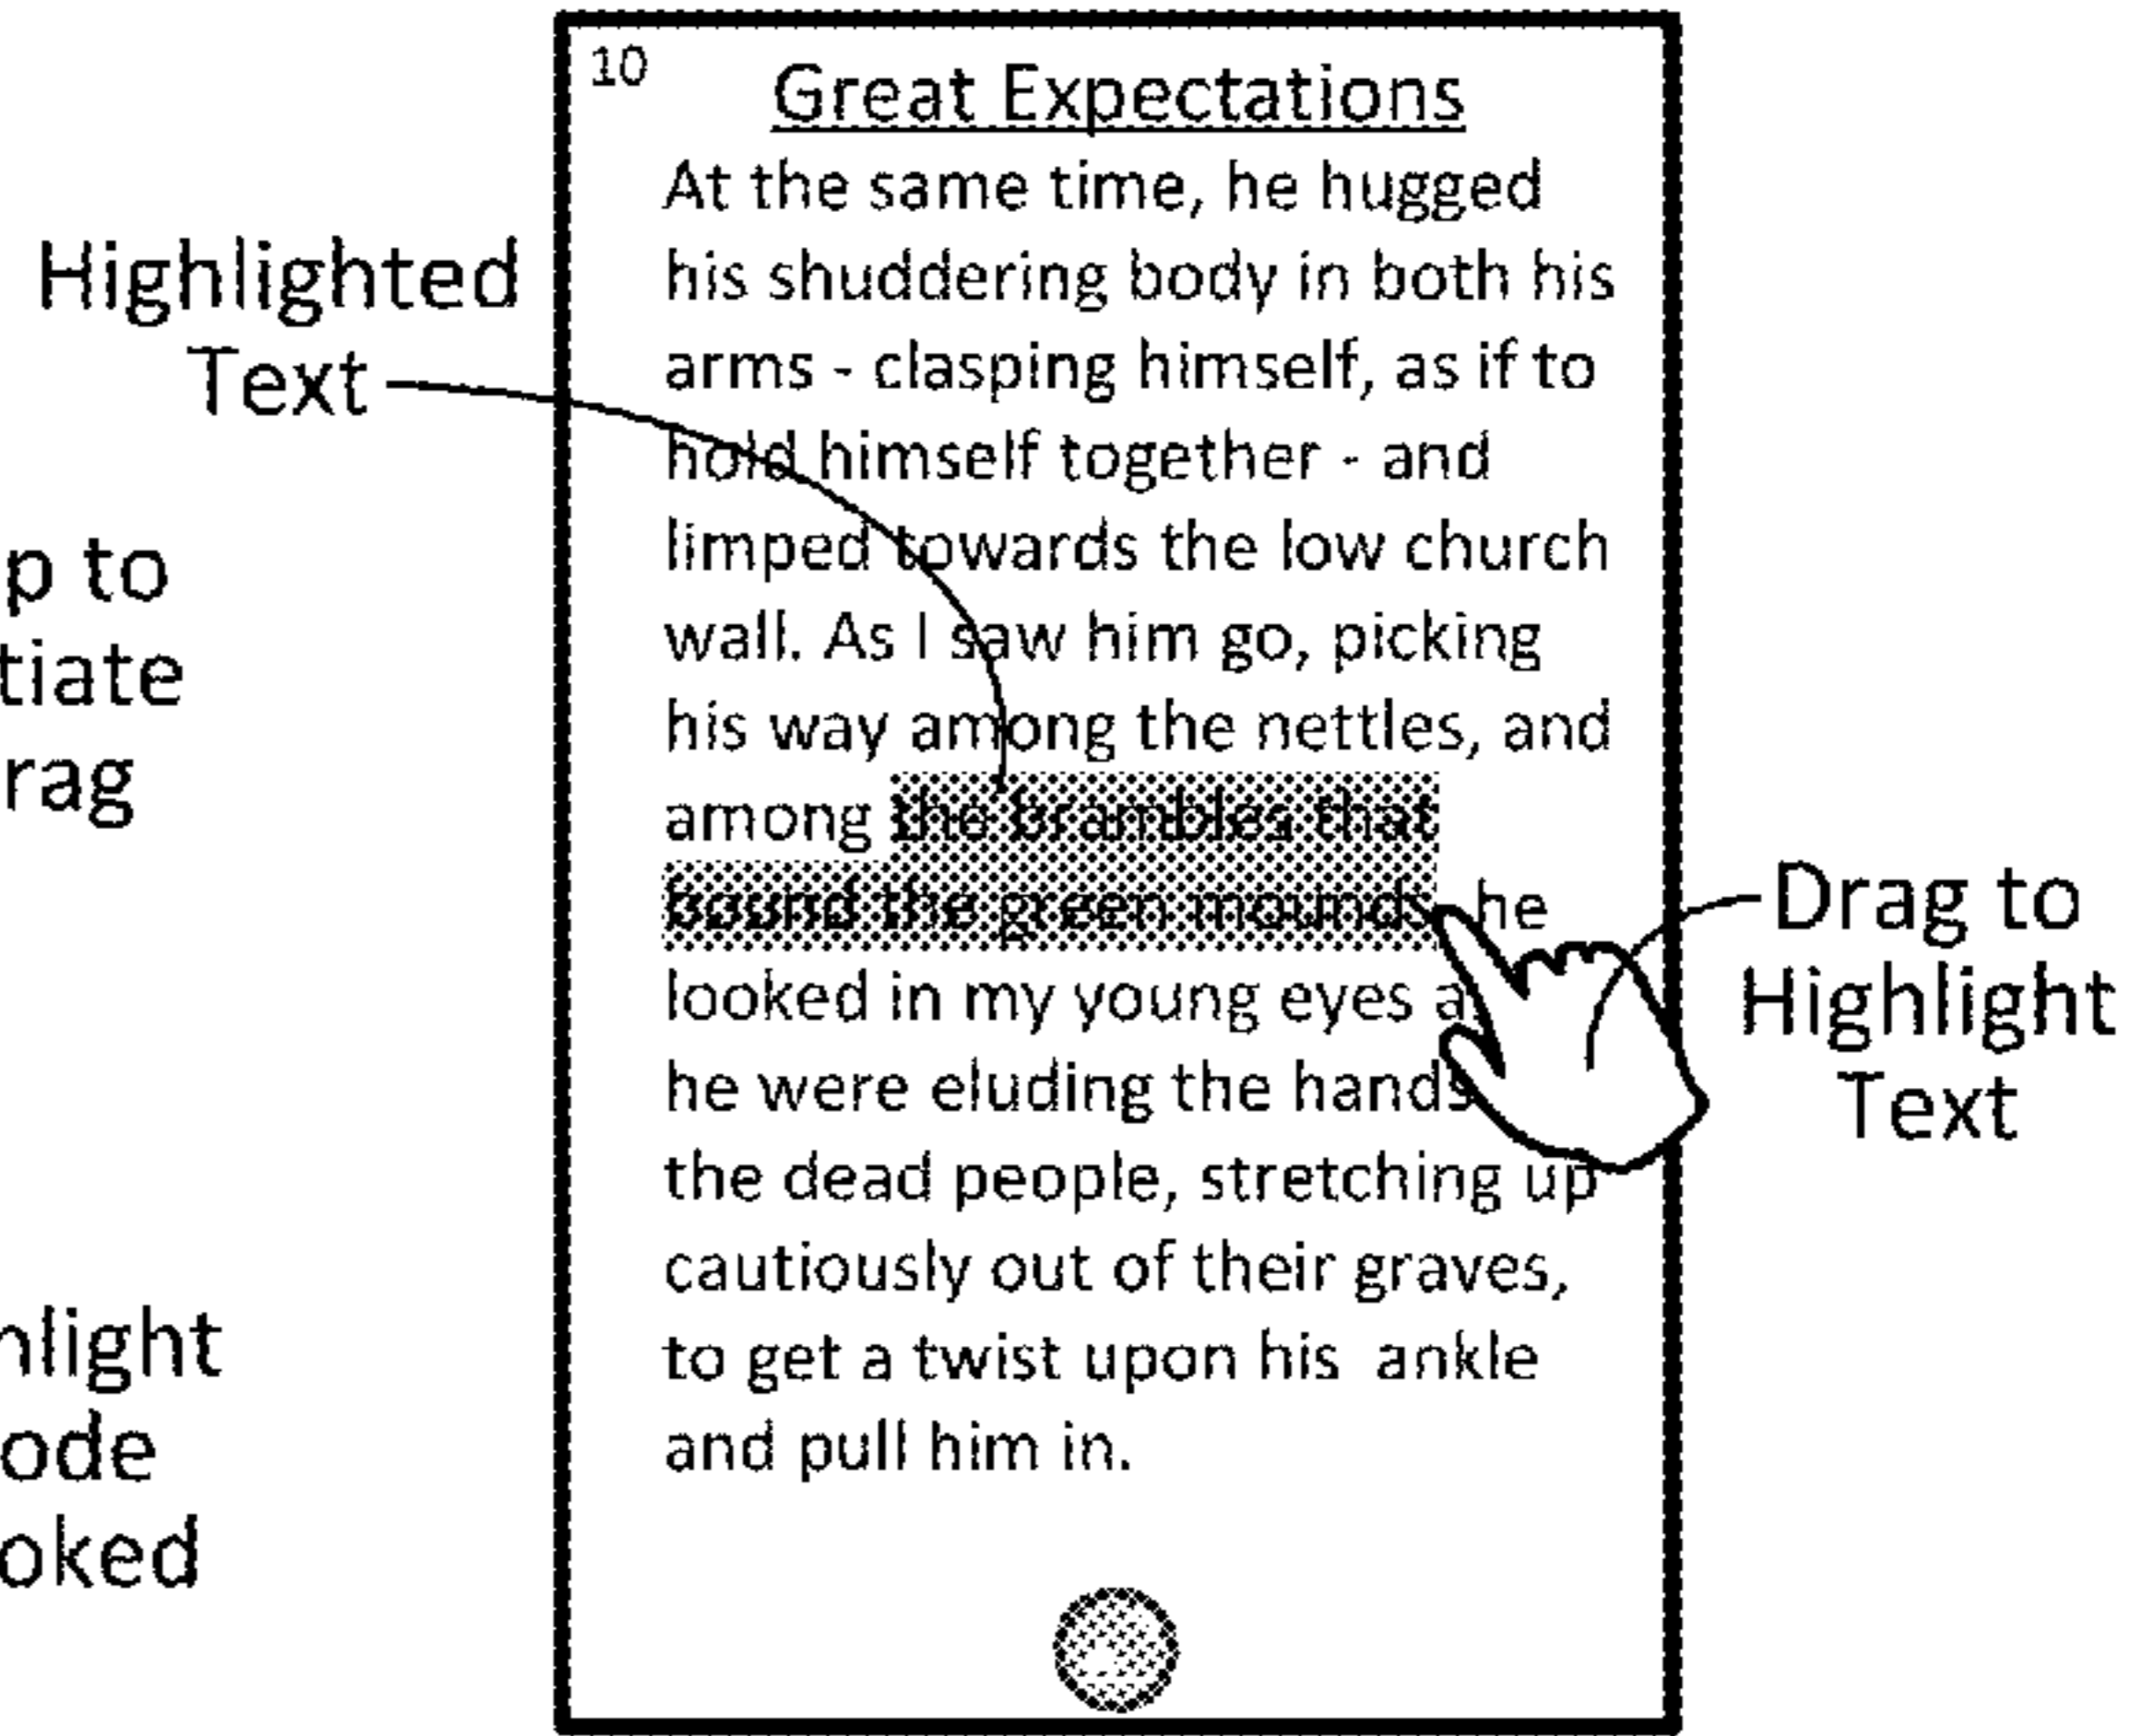 10
Great Expectations
At the same time, he hugged
his shuddering body in both his
arms - clasping himself, as if to
hold himself together - and
limped towards the low church
wall. As I saw him go, picking
his way among the nettles, and
among the brambles that
bound the green mounds he
looked in my young eyes
he were eluding the hands
the dead people, stretching up
cautiously out of their graves,
to get a twist upon his ankle
and pull him in.
Highlighted
Text
p to
tiate
rag
hlight
ode
oked
Drag to
Highlight
Text